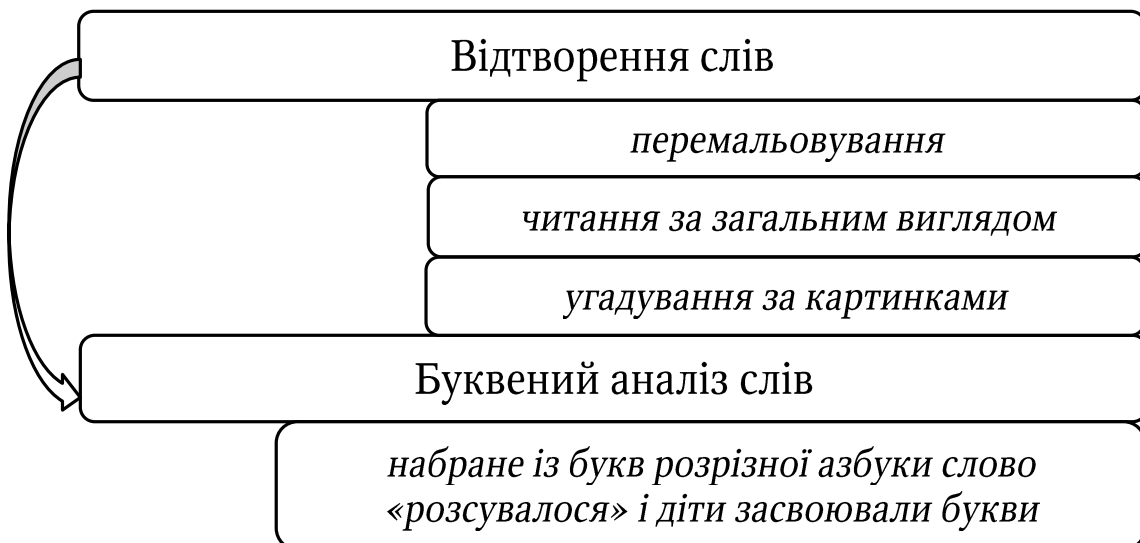 Відтворення слів
перемальовування
читання за загальним виглядом
угадування за картинками
Буквений аналіз слів
набране із букв розрізної азбуки слово
«розсувалося» і діти засвоювали букви